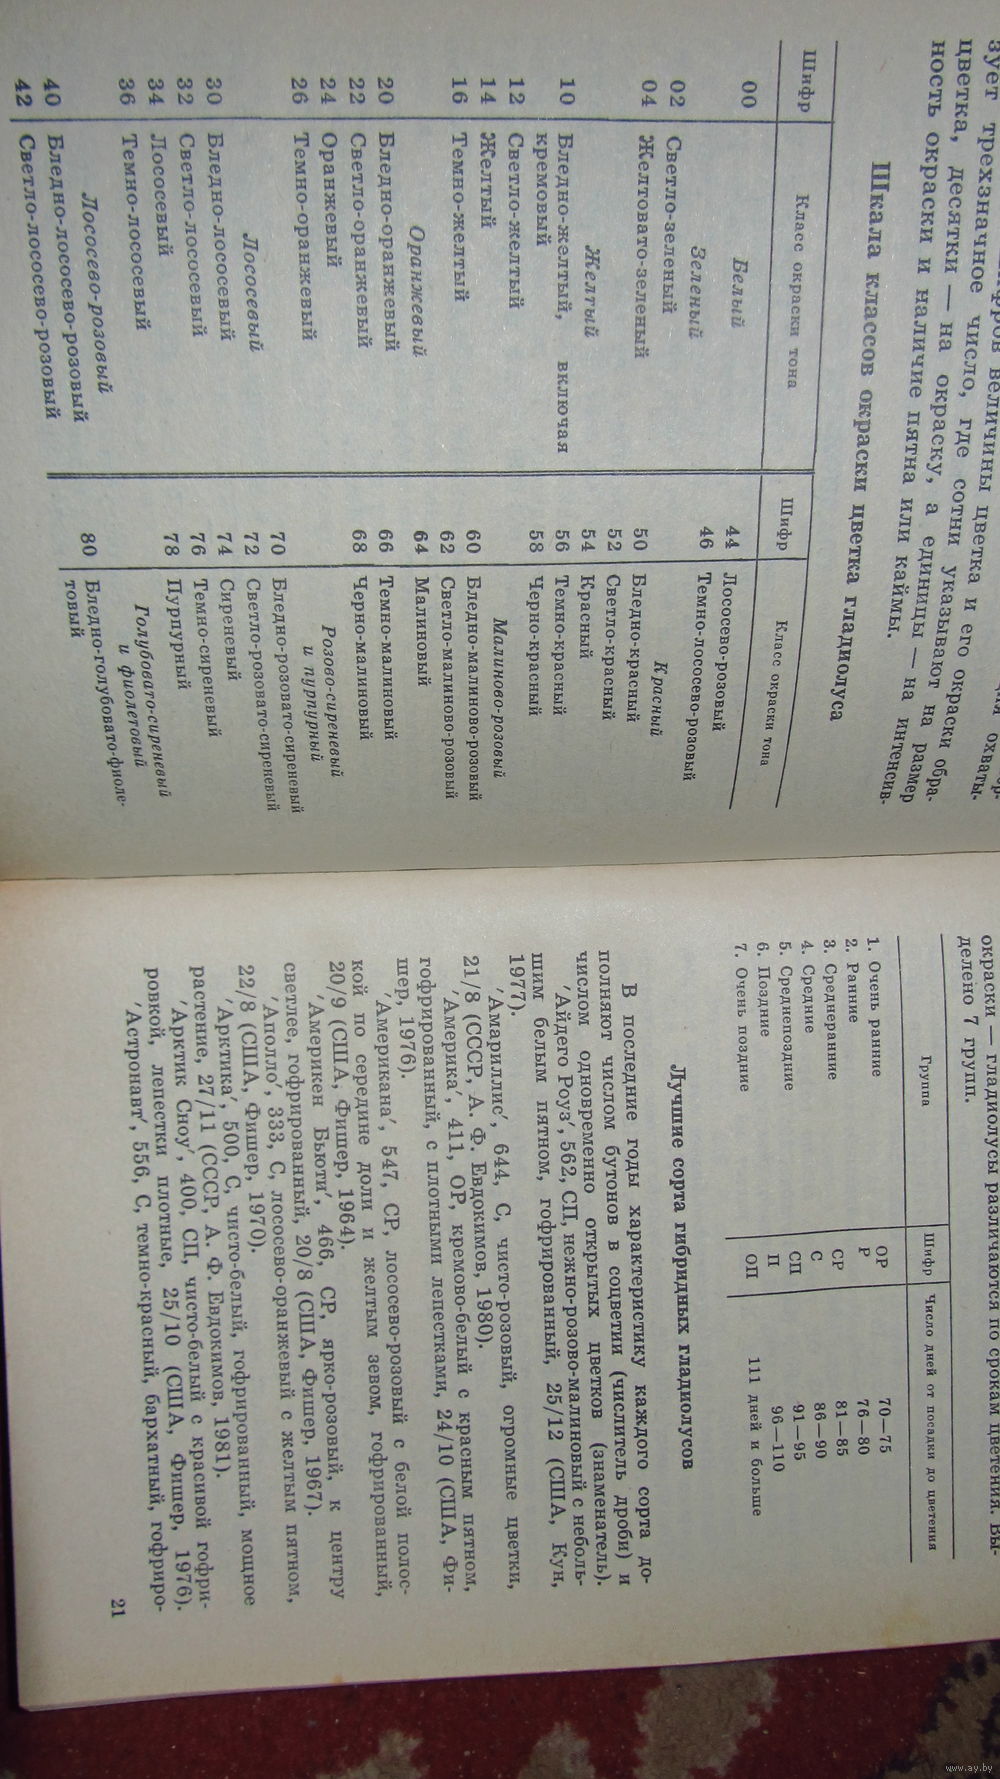 зует трехзначное число, где сотни указывают на размер
цветка, десятки — на окраску, а единицы — на интенсив-
ность окраски и наличие пятна или каймы.
Шкала классов окраски цветка гладиолуса
Шифр Класс окраски тона
Белый
00
Зеленый
02 Светло-зеленый
04 Желтовато-зеленый
Желтый
10 Бледно-желтый, включая
кремовый
12 Светло-желтый
14 Желтый
16 Темно-желтый
Оранжевый
20 Бледно-оранжевый
22 Светло-оранжевый
24 Оранжевый
26 Темно-оранжевый
Лососевый
30 Бледно-лососевый
32 Светло-лососевый
34 Лососевый
36 Темно-лососевый
Лососево-розовый
40 Бледно-лососево-розовый
42 Светло-лососево-розовый
Шифр Класс окраски тона
44 Лососево-розовый
46 Темно-лососево-розовый
Красный
50 Бледно-красный
52 Светло-красный
54 Красный
56 Темно-красный
58 Черно-красный
Малиново-розовый
60 Бледно-малиново-розовый
62 Светло-малиново-розовый
64 Малиновый
66 Темно-малиновый
68 Черно-малиновый
Розово-сиреневый
и пурпурный
70 Бледно-розовато-сиреневый
72 Светло-розовато-сиреневый
74 Сиреневый
76 Темно-сиреневый
78 Пурпурный
Голубовато-сиреневый
и фиолетовый
80 Бледно-голубовато-фиоле-
товый
окраски — гладиолусы различаются по срокам цветения. Вы-
делено 7 групп.
Группа Шифр Число дней от посадки до цветения
1. Очень ранние ОР 70—75
2. Ранние Р 76—80
3. Среднеранние СР 81—85
4. Средние С 86—90
5. Среднепоздние СП 91—95
6. Поздние П 96—110
7. Очень поздние ОП 111 дней и больше
Лучшие сорта гибридных гладиолусов
В последние годы характеристику каждого сорта до-
полняют числом бутонов в соцветии (числитель дроби) и
числом одновременно открытых цветков (знаменатель).
'Айдего Роуз', 562, СП, нежно-розово-малиновый с неболь-
шим белым пятном, гофрированный, 25/12 (США, Кун,
1977).
'Амариллис', 644, С, чисто-розовый, огромные цветки,
21/8 (СССР, А. Ф. Евдокимов, 1980).
'Америка', 411, ОР, кремово-белый с красным пятном,
гофрированный, с плотными лепестками, 24/10 (США, Фи-
шер, 1976).
'Американа', 547, СР, лососево-розовый с белой полос-
кой по середине доли и желтым зевом, гофрированный,
20/9 (США, Фишер, 1964).
'Америкен Бьюти', 466, СР, ярко-розовый, к центру
светлее, гофрированный, 20/8 (США, Фишер, 1967).
'Аполло', 333, С, лососево-оранжевый с желтым пятном,
22/8 (США, Фишер, 1970).
'Арктика', 500, С, чисто-белый, гофрированный, мощное
растение, 27/11 (СССР, А. Ф. Евдокимов, 1981).
'Арктик Сноу', 400, СП, чисто-белый с красивой гофри-
ровкой, лепестки плотные, 25/10 (США, Фишер, 1976).
'Астронавт', 556, С, темно-красный, бархатный, гофриро-
21
www.ay.by